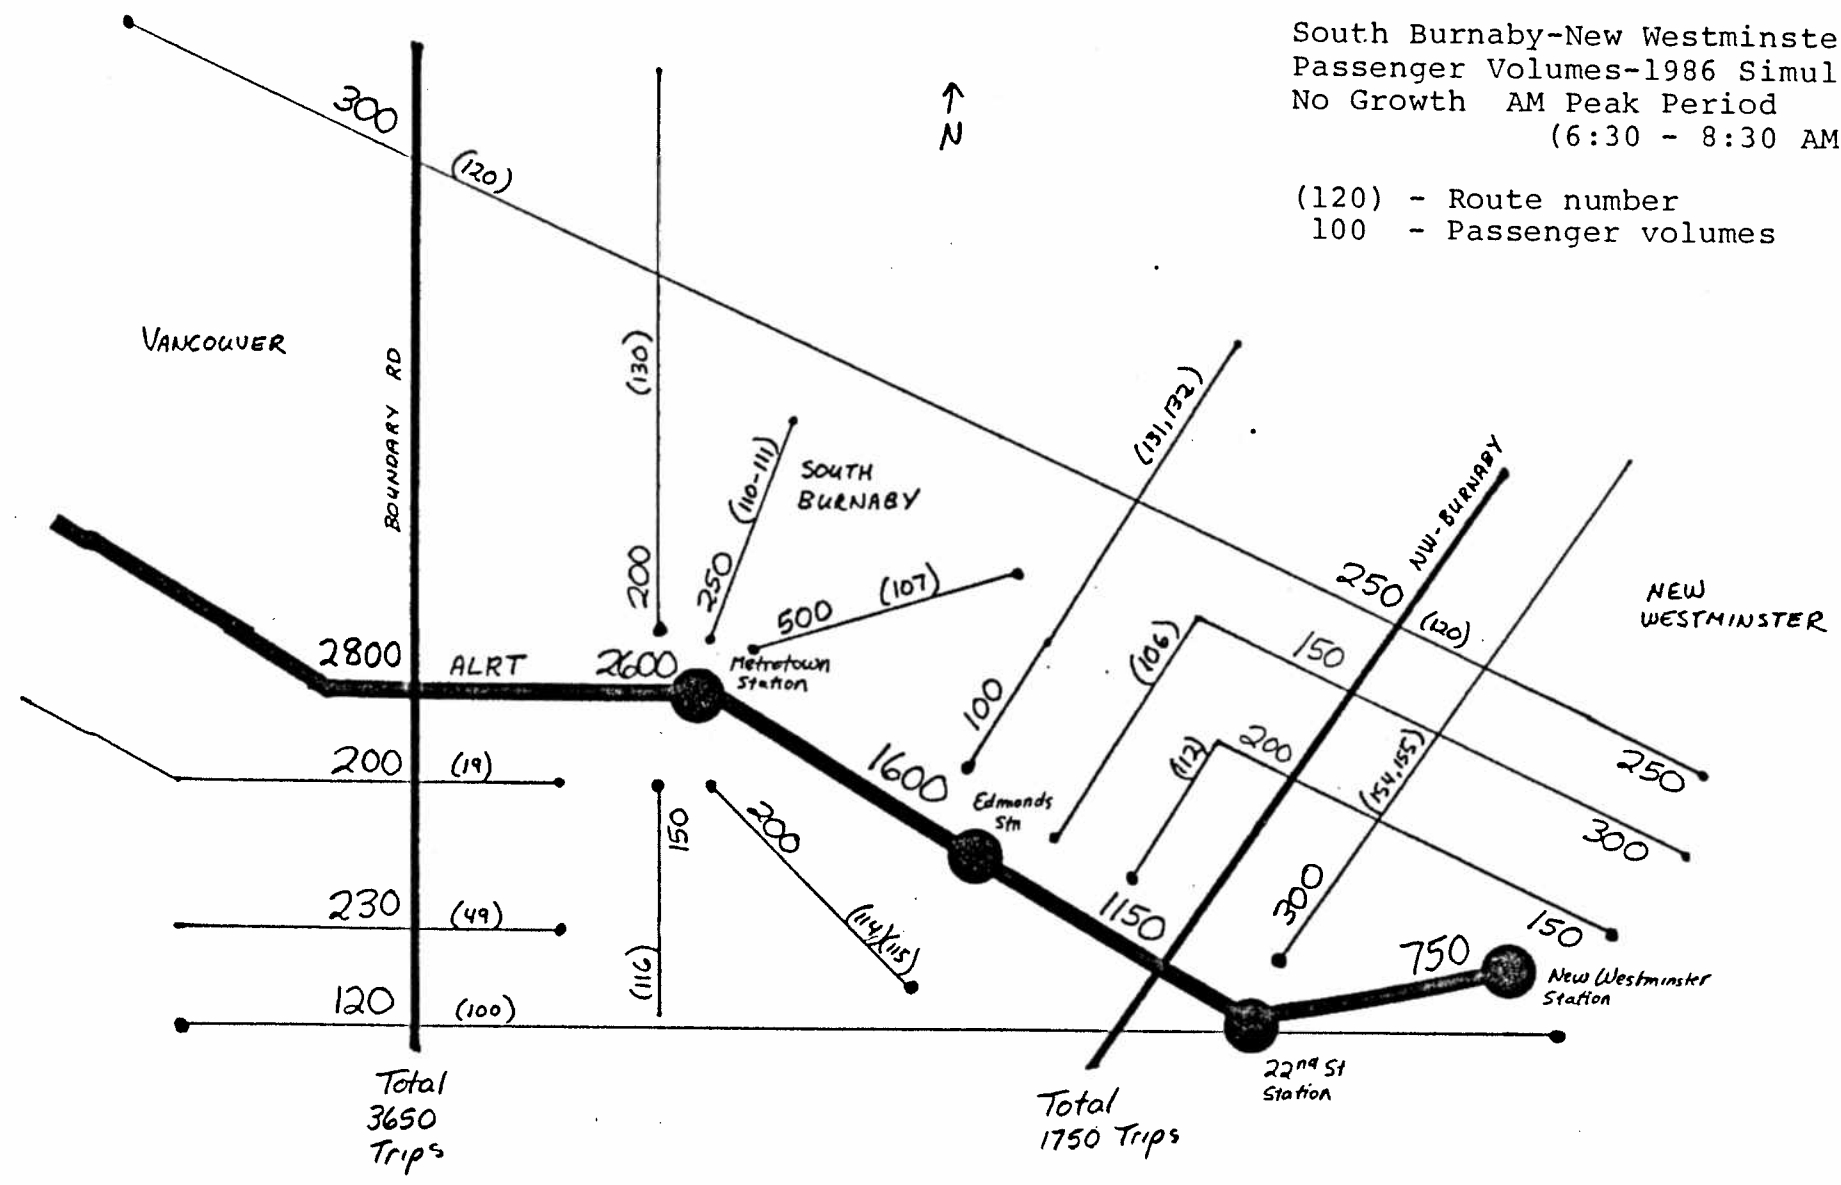 South Burnaby-New Westminste
Passenger Volumes-1986 Simul
No Growth AM Peak Period
(6:30 - 8:30 AM
(120) - Route number
100 - Passenger volumes
N
300
(120)
VANCOUVER
BOUNDARY RD
(130)
200
(110-111)
250
SOUTH
BURNABY
(107)
500
(131,132)
100
NW-BURNABY
250
(120)
250
NEW
WESTMINSTER
(106)
150
300
(112)
200
150
(154,155)
300
2800
ALRT
2600
Metrotown
Station
1600
Edmonds
Stn
1150
750
New Westminster
Station
22nd St
Station
200
(19)
230
(49)
120
(100)
150
(116)
200
(114)(115)
Total
3650
Trips
Total
1750 Trips